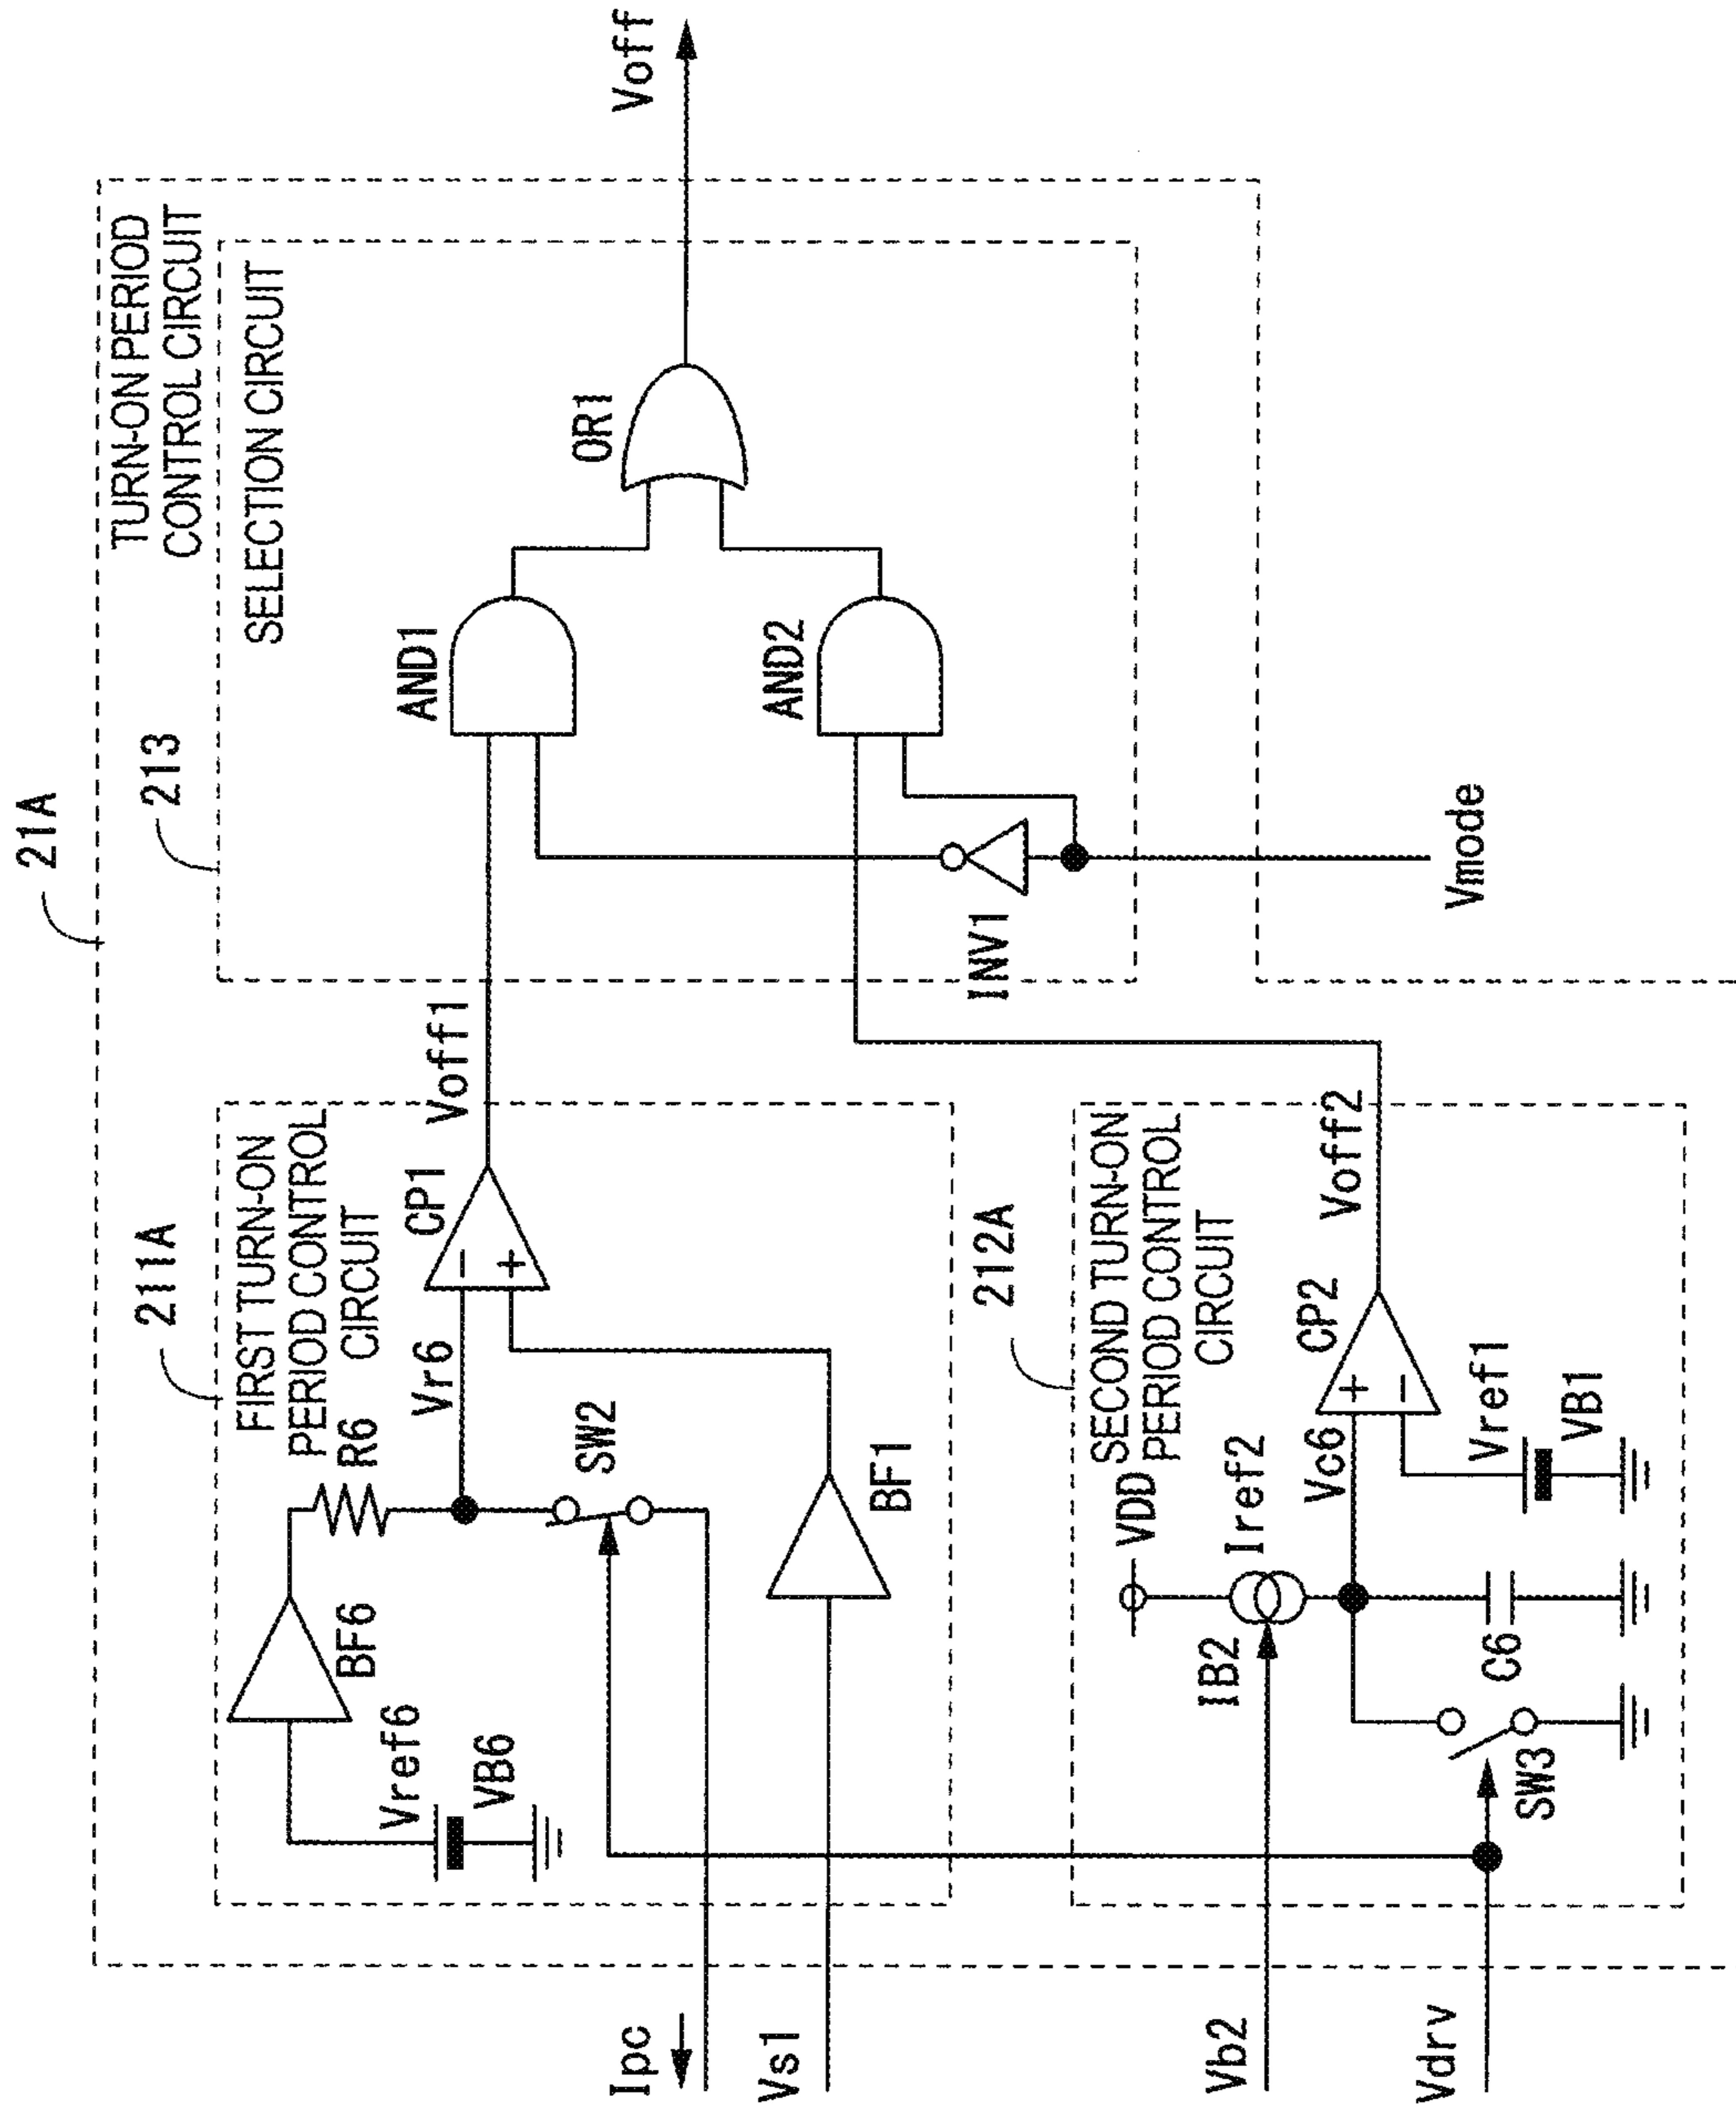 21A
TURN-ON PERIOD
CONTROL CIRCUIT
211A
FIRST TURN-ON
PERIOD CONTROL
CIRCUIT
BF6
R6
Vref6
VB6
Vr6
CP1
−
+
Voff1
SW2
BF1
Ipc
Vs1
213
SELECTION CIRCUIT
AND1
OR1
Voff
AND2
INV1
Vmode
212A
SECOND TURN-ON
PERIOD CONTROL
CIRCUIT
VDD
Iref2
IB2
Vc6
CP2
+
−
Voff2
Vref1
VB1
C6
SW3
Vb2
Vdrv